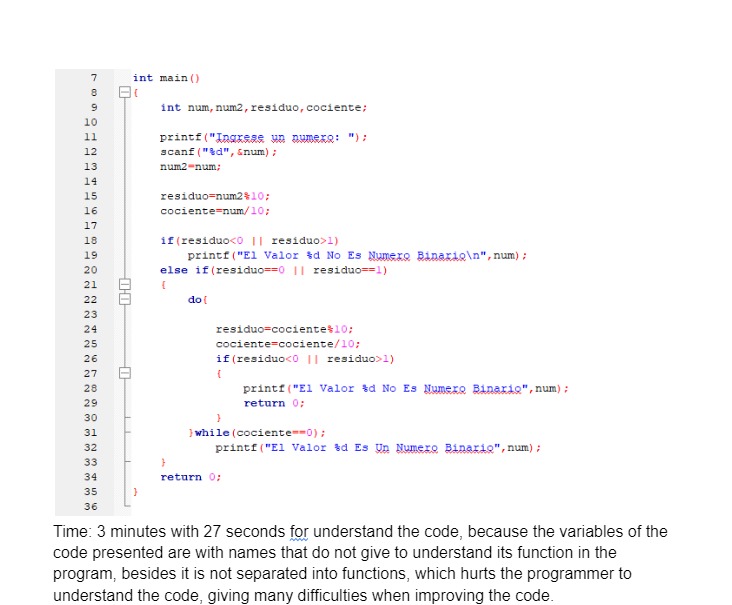 7 int main()
8 {
9 int num,num2,residuo,cociente;
10
11 printf("Ingrese un numero: ");
12 scanf("%d",&num);
13 num2=num;
14
15 residuo=num2%10;
16 cociente=num/10;
17
18 if(residuo<0 || residuo>1)
19 printf("El Valor %d No Es Numero Binario\n",num);
20 else if(residuo==0 || residuo==1)
21 {
22 do{
23
24 residuo=cociente%10;
25 cociente=cociente/10;
26 if(residuo<0 || residuo>1)
27 {
28 printf("El Valor %d No Es Numero Binario",num);
29 return 0;
30 }
31 }while(cociente==0);
32 printf("El Valor %d Es Un Numero Binario",num);
33 }
34 return 0;
35 }
36
Time: 3 minutes with 27 seconds for understand the code, because the variables of the
code presented are with names that do not give to understand its function in the
program, besides it is not separated into functions, which hurts the programmer to
understand the code, giving many difficulties when improving the code.